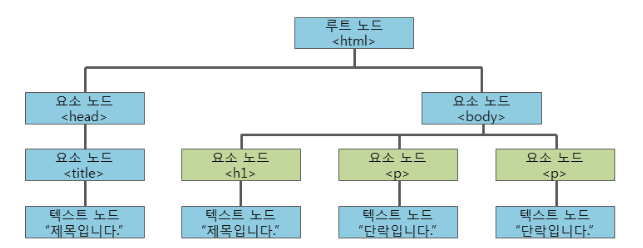 루트 노드
<html>
요소 노드
<head>
요소 노드
<body>
요소 노드
<title>
요소 노드
<h1>
요소 노드
<p>
요소 노드
<p>
텍스트 노드
"제목입니다."
텍스트 노드
"제목입니다."
텍스트 노드
"단락입니다."
텍스트 노드
"단락입니다."